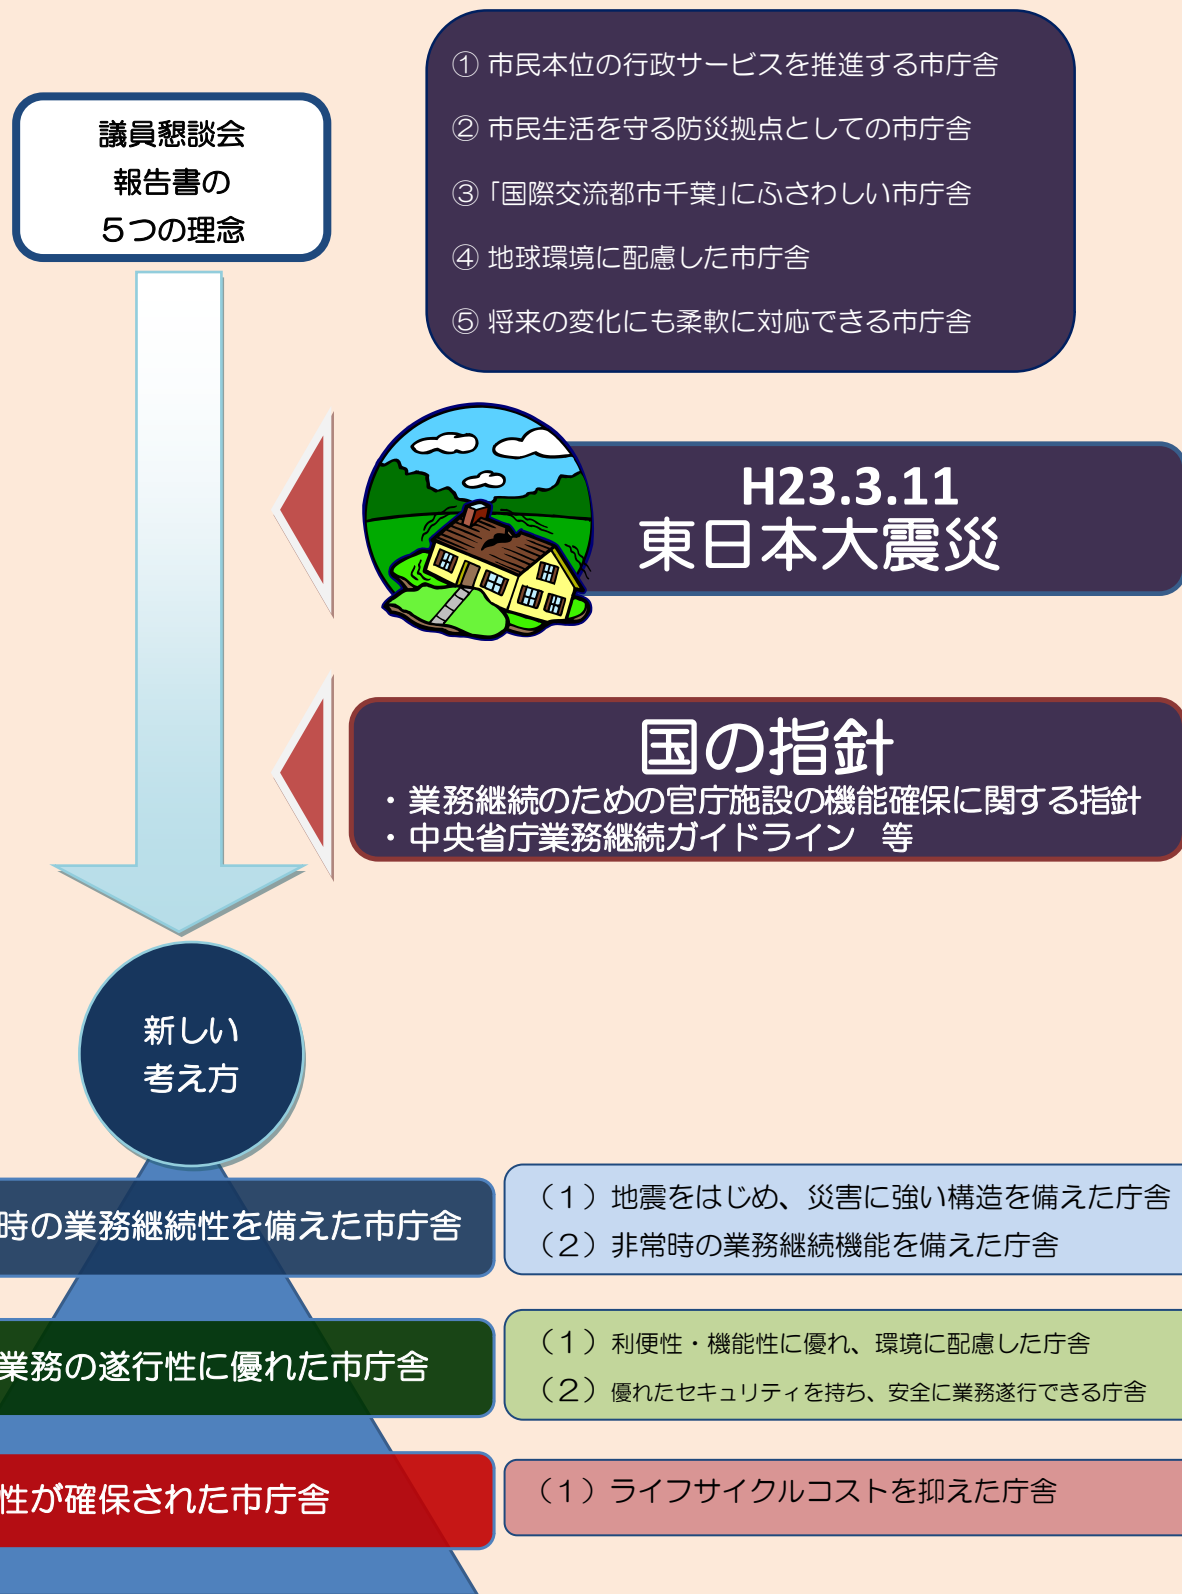 ① 市民本位の行政サービスを推進する市庁舎
② 市民生活を守る防災拠点としての市庁舎
③「国際交流都市千葉」にふさわしい市庁舎
④ 地球環境に配慮した市庁舎
⑤ 将来の変化にも柔軟に対応できる市庁舎
議員懇談会
報告書の
５つの理念
H23.3.11
東日本大震災
国の指針
・業務継続のための官庁施設の機能確保に関する指針
・中央省庁業務継続ガイドライン　等
新しい
考え方
時の業務継続性を備えた市庁舎
（１）地震をはじめ、災害に強い構造を備えた庁舎
（２）非常時の業務継続機能を備えた庁舎
業務の遂行性に優れた市庁舎
（１）利便性・機能性に優れ、環境に配慮した庁舎
（２）優れたセキュリティを持ち、安全に業務遂行できる庁舎
性が確保された市庁舎
（１）ライフサイクルコストを抑えた庁舎